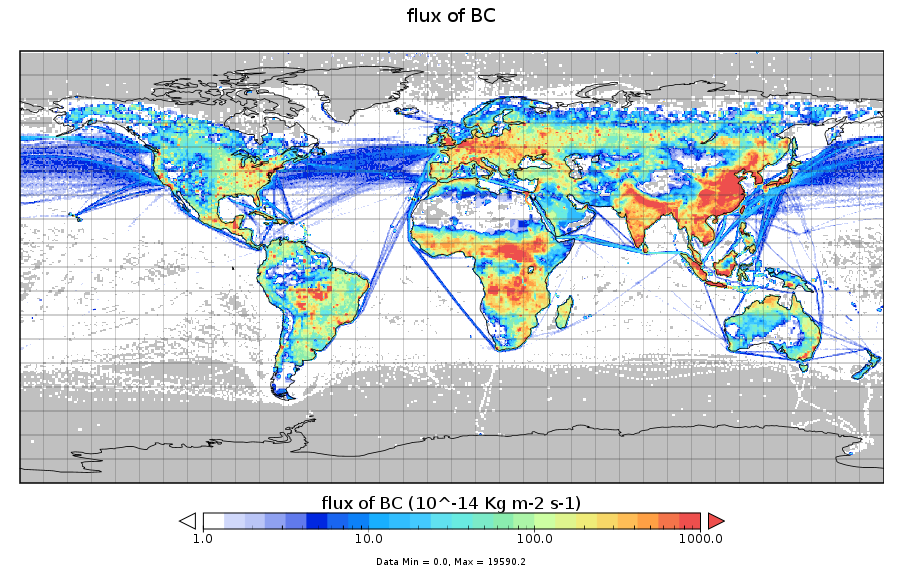 flux of BC
flux of BC (10^-14 Kg m-2 s-1)
1.0 10.0 100.0 1000.0
Data Min = 0.0, Max = 19590.2